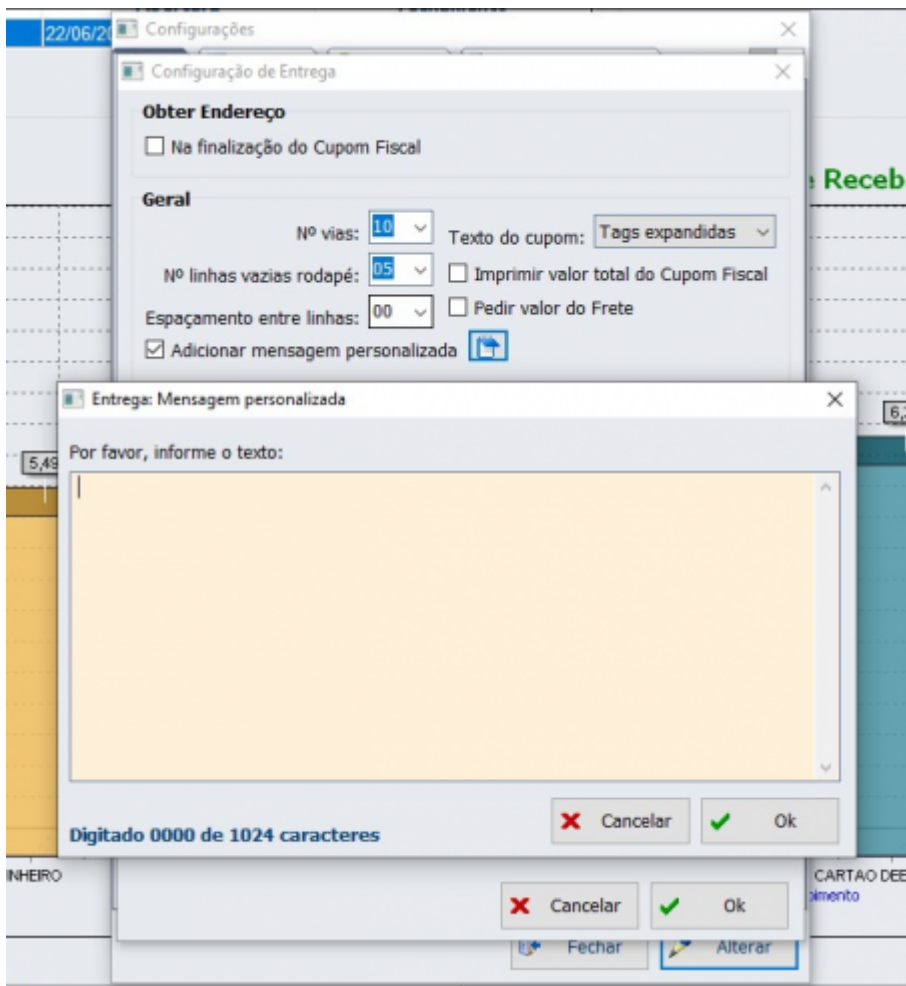 22/06/20
Configurações
Configuração de Entrega
Obter Endereço
Na finalização do Cupom Fiscal
Geral
Nº vias: 10
Texto do cupom: Tags expandidas
Nº linhas vazias rodapé: 05
Imprimir valor total do Cupom Fiscal
Espaçamento entre linhas: 00
Pedir valor do Frete
Adicionar mensagem personalizada
Receb
Entrega: Mensagem personalizada
Por favor, informe o texto:
5,49
6,
Digitado 0000 de 1024 caracteres
Cancelar
Ok
NHEIRO
CARTAO DEB
imento
Cancelar
Ok
Fechar
Alterar